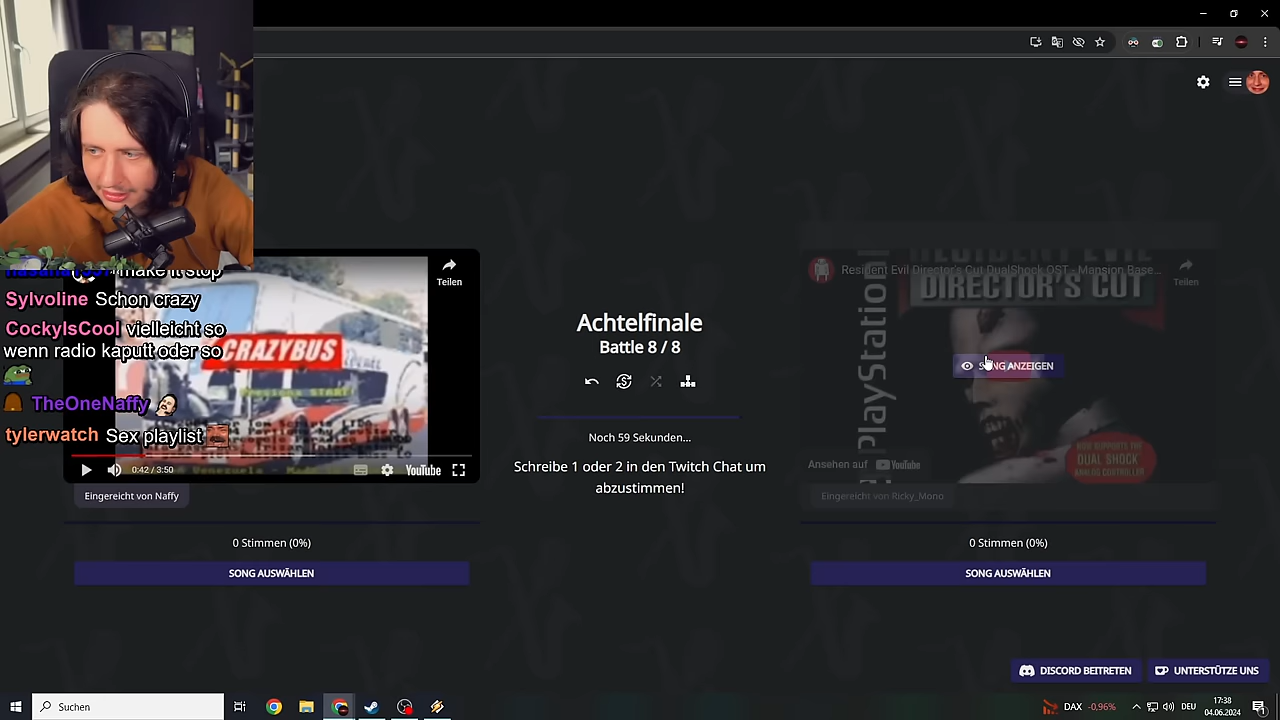 make it stop
Sylvoline Schon crazy
CockyIsCool vielleicht so
wenn radio kaputt oder so
TheOneNaffy
tylerwatch Sex playlist
Teilen
CRAZYBUS
0:42 / 3:50
YouTube
Eingereicht von Naffy
0 Stimmen (0%)
SONG AUSWÄHLEN
Achtelfinale
Battle 8 / 8
Noch 59 Sekunden...
Schreibe 1 oder 2 in den Twitch Chat um
abzustimmen!
Resident Evil Director's Cut DualShock OST - Mansion Base...
Teilen
DIRECTOR'S CUT
PlayStation
SONG ANZEIGEN
DUAL SHOCK
Ansehen auf YouTube
Eingereicht von Ricky_Mono
0 Stimmen (0%)
SONG AUSWÄHLEN
DISCORD BEITRETEN
UNTERSTÜTZE UNS
Suchen
DAX -0,96%
DEU
17:38
04.06.2024